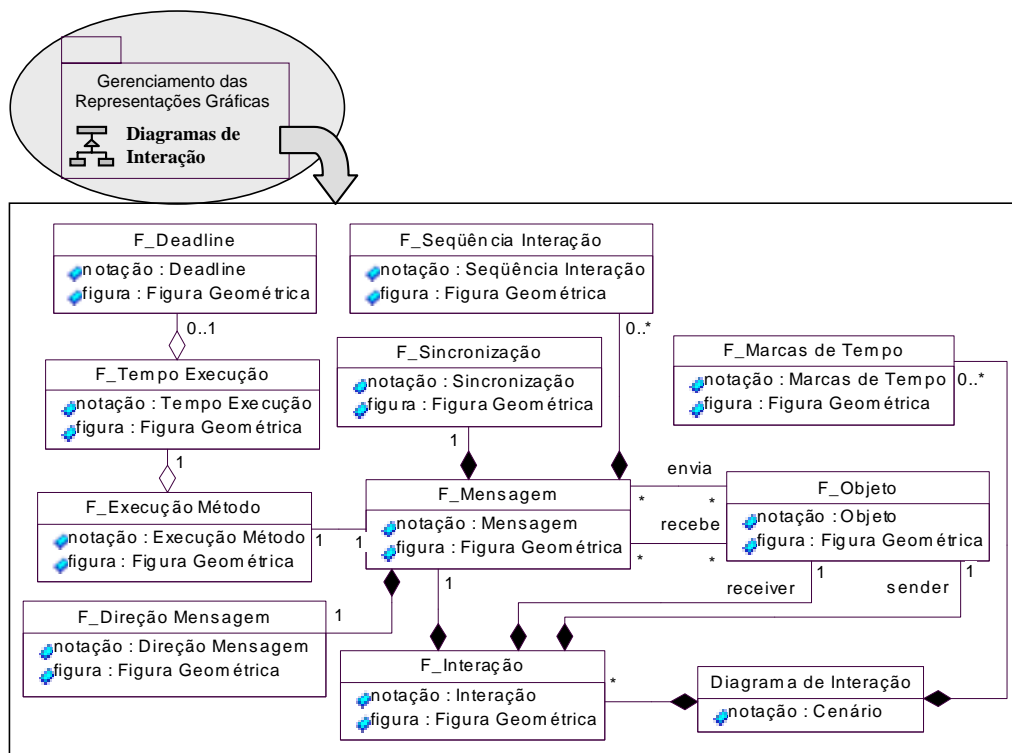 Gerenciamento das
Representações Gráficas
Diagramas de
Interação
F_Deadline
notação : Deadline
figura : Figura Geométrica
0..1
F_Seqüência Interação
notação : Seqüência Interação
figura : Figura Geométrica
0..*
F_Sincronização
notação : Sincronização
figura : Figura Geométrica
1
F_Marcas de Tempo
notação : Marcas de Tempo
figura : Figura Geométrica
0..*
F_Tempo Execução
notação : Tempo Execução
figura : Figura Geométrica
1
F_Execução Método
notação : Execução Método
figura : Figura Geométrica
1
1
F_Mensagem
notação : Mensagem
figura : Figura Geométrica
envia
*
*
recebe
*
*
F_Objeto
notação : Objeto
figura : Figura Geométrica
1
1
1
receiver
sender
F_Direção Mensagem
notação : Direção Mensagem
figura : Figura Geométrica
1
F_Interação
notação : Interação
figura : Figura Geométrica
*
Diagrama de Interação
notação : Cenário